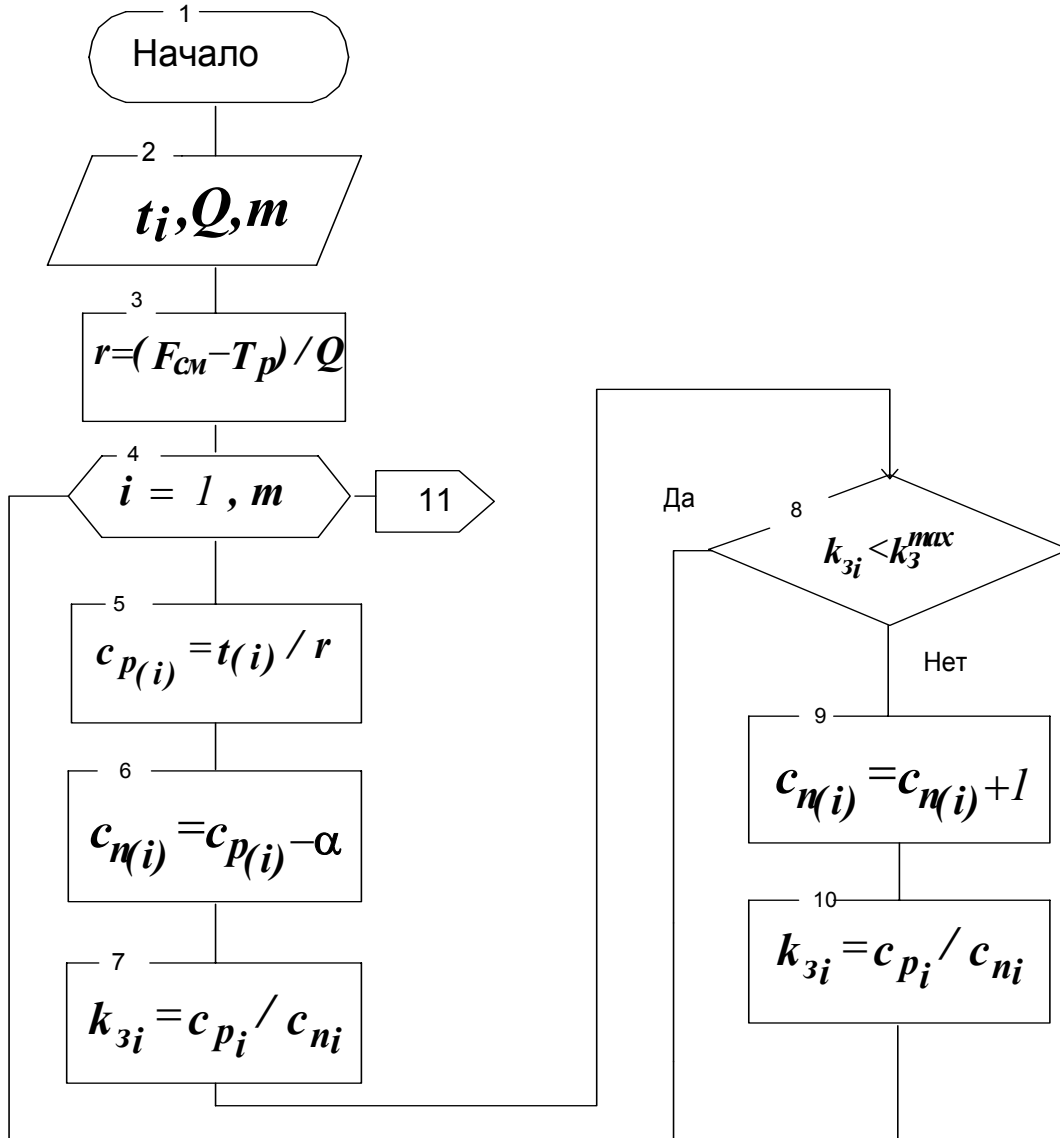 1
Начало
2
t_i, Q, m
3
r=(F_см−T_р)/Q
4
i = 1, m
11
5
c_p(i) = t(i) / r
6
c_n(i) = c_p(i) − α
7
k_зi = c_pi / c_ni
Да
8
k_зi < k_з^max
Нет
9
c_n(i) = c_n(i) + 1
10
k_зi = c_pi / c_ni